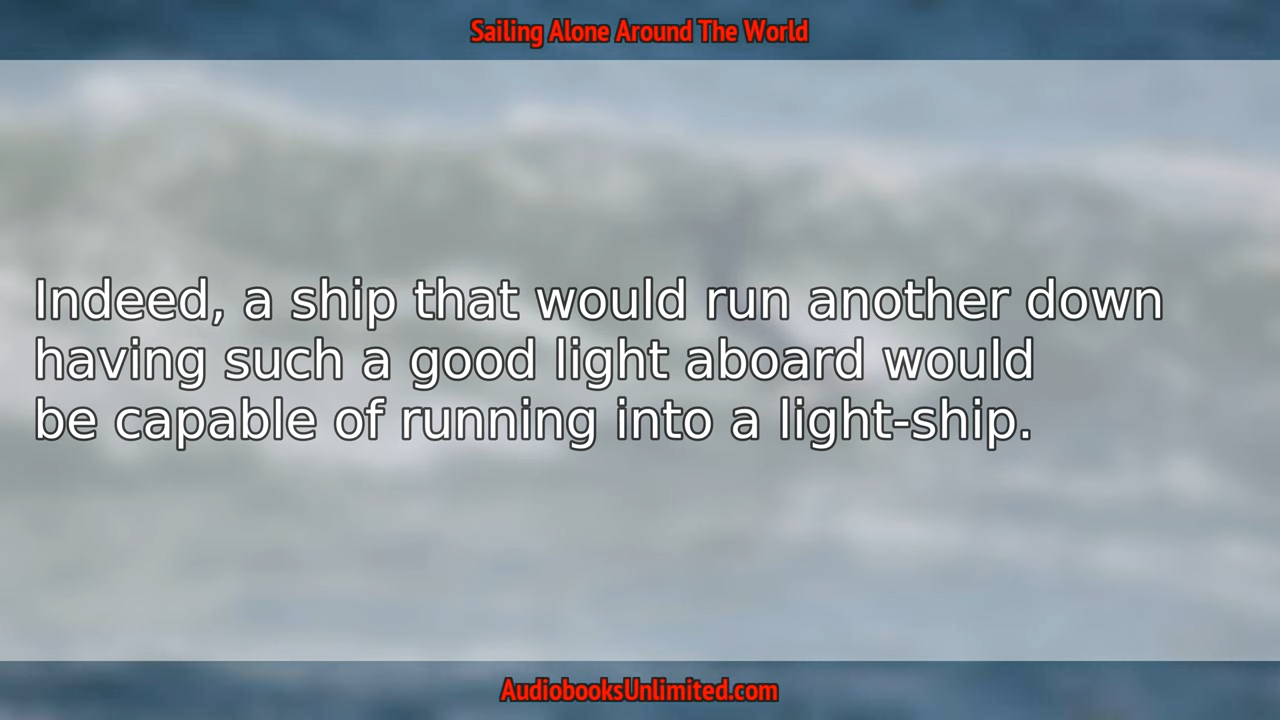 Sailing Alone Around The World
Indeed, a ship that would run another down
having such a good light aboard would
be capable of running into a light-ship.
AudiobooksUnlimited.com